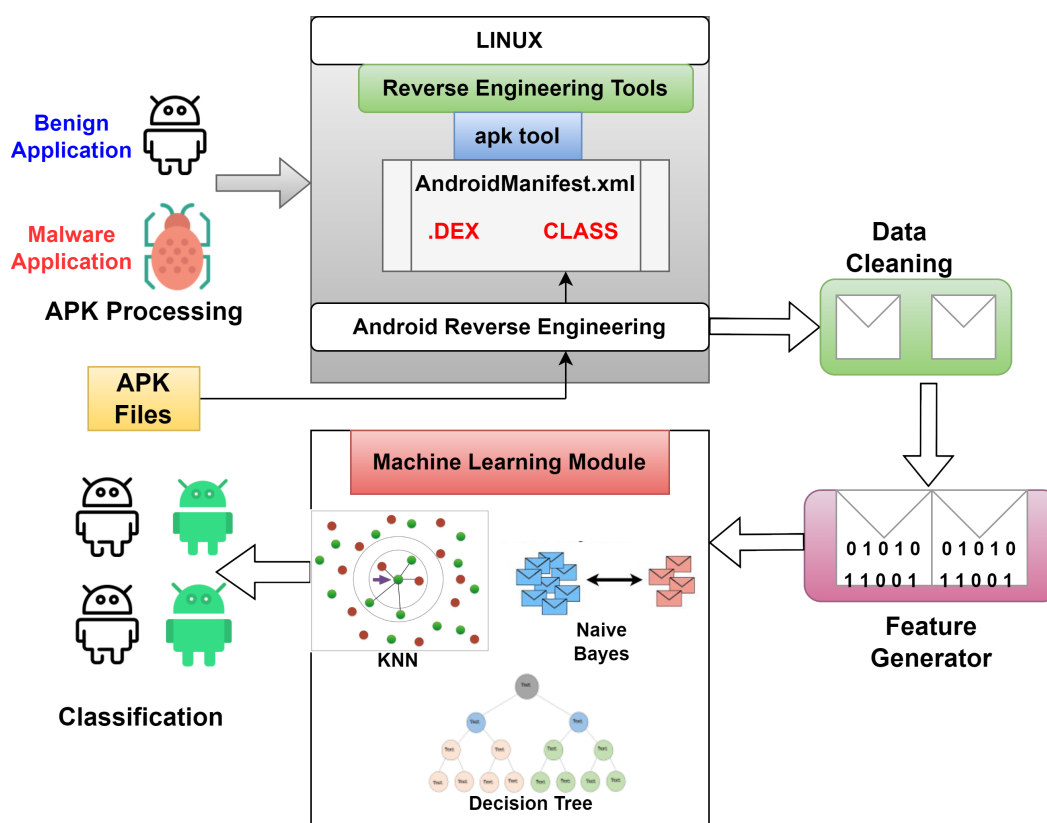 LINUX
Reverse Engineering Tools
apk tool
AndroidManifest.xml
.DEX CLASS
Android Reverse Engineering
Benign
Application
Malware
Application
APK Processing
APK
Files
Data
Cleaning
0 1 0 1 0 0 1 0 1 0
1 1 0 0 1 1 1 0 0 1
Feature
Generator
Machine Learning Module
KNN
Naive
Bayes
Decision Tree
Classification